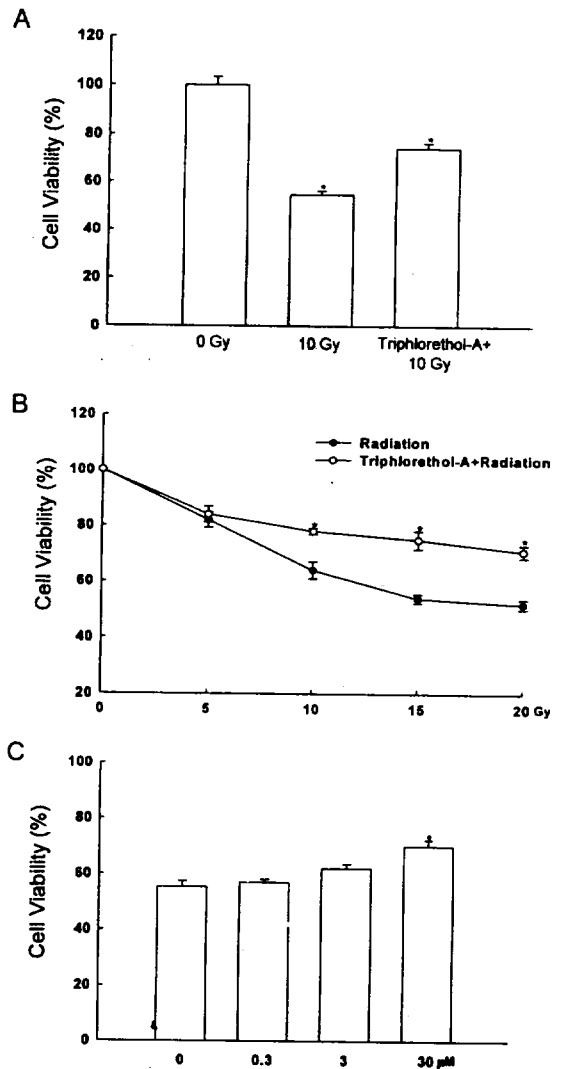 A
120
100
80
60
40
20
0
Cell Viability (%)
0 Gy
10 Gy
Triphlorethol-A+
10 Gy
*
*
B
120
100
80
60
40
20
Cell Viability (%)
Radiation
Triphlorethol-A+Radiation
*
*
*
0
5
10
15
20 Gy
C
100
80
60
40
20
0
Cell Viability (%)
*
0
0.3
3
30 µM